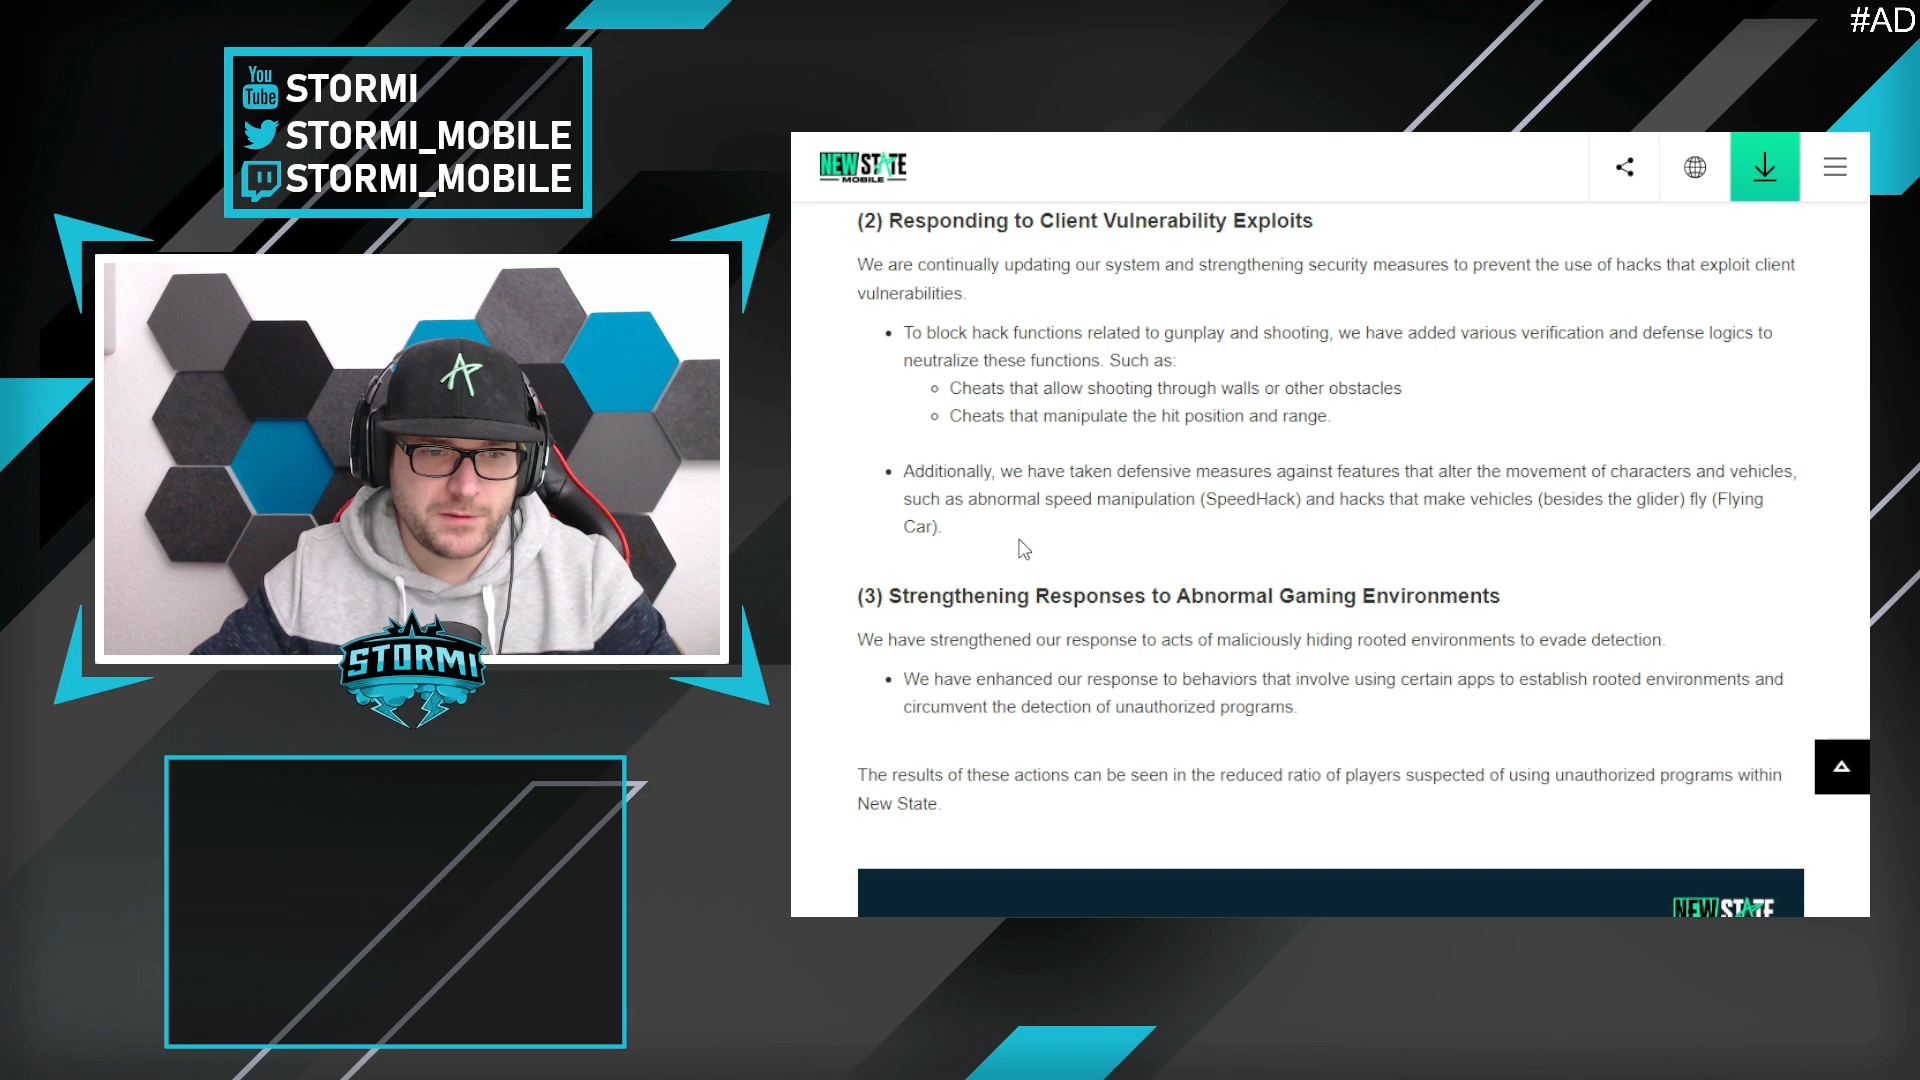 #AD
You
Tube
STORMI
STORMI_MOBILE
STORMI_MOBILE
STORMI
NEW STATE
MOBILE
(2) Responding to Client Vulnerability Exploits
We are continually updating our system and strengthening security measures to prevent the use of hacks that exploit client
vulnerabilities.
• To block hack functions related to gunplay and shooting, we have added various verification and defense logics to
neutralize these functions. Such as:
○ Cheats that allow shooting through walls or other obstacles
○ Cheats that manipulate the hit position and range.
• Additionally, we have taken defensive measures against features that alter the movement of characters and vehicles,
such as abnormal speed manipulation (SpeedHack) and hacks that make vehicles (besides the glider) fly (Flying
Car).
(3) Strengthening Responses to Abnormal Gaming Environments
We have strengthened our response to acts of maliciously hiding rooted environments to evade detection.
• We have enhanced our response to behaviors that involve using certain apps to establish rooted environments and
circumvent the detection of unauthorized programs.
The results of these actions can be seen in the reduced ratio of players suspected of using unauthorized programs within
New State.
NEW STATE